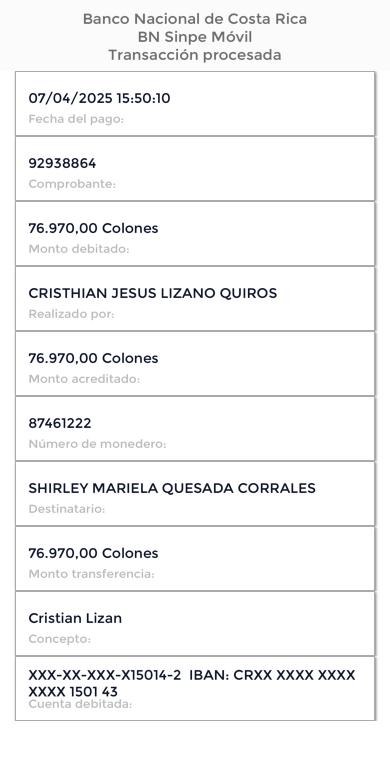 Banco Nacional de Costa Rica
BN Sinpe Móvil
Transacción procesada
07/04/2025 15:50:10
Fecha del pago:
92938864
Comprobante:
76.970,00 Colones
Monto debitado:
CRISTHIAN JESUS LIZANO QUIROS
Realizado por:
76.970,00 Colones
Monto acreditado:
87461222
Número de monedero:
SHIRLEY MARIELA QUESADA CORRALES
Destinatario:
76.970,00 Colones
Monto transferencia:
Cristian Lizan
Concepto:
XXX-XX-XXX-X15014-2  IBAN: CRXX XXXX XXXX
XXXX 1501 43
Cuenta debitada: